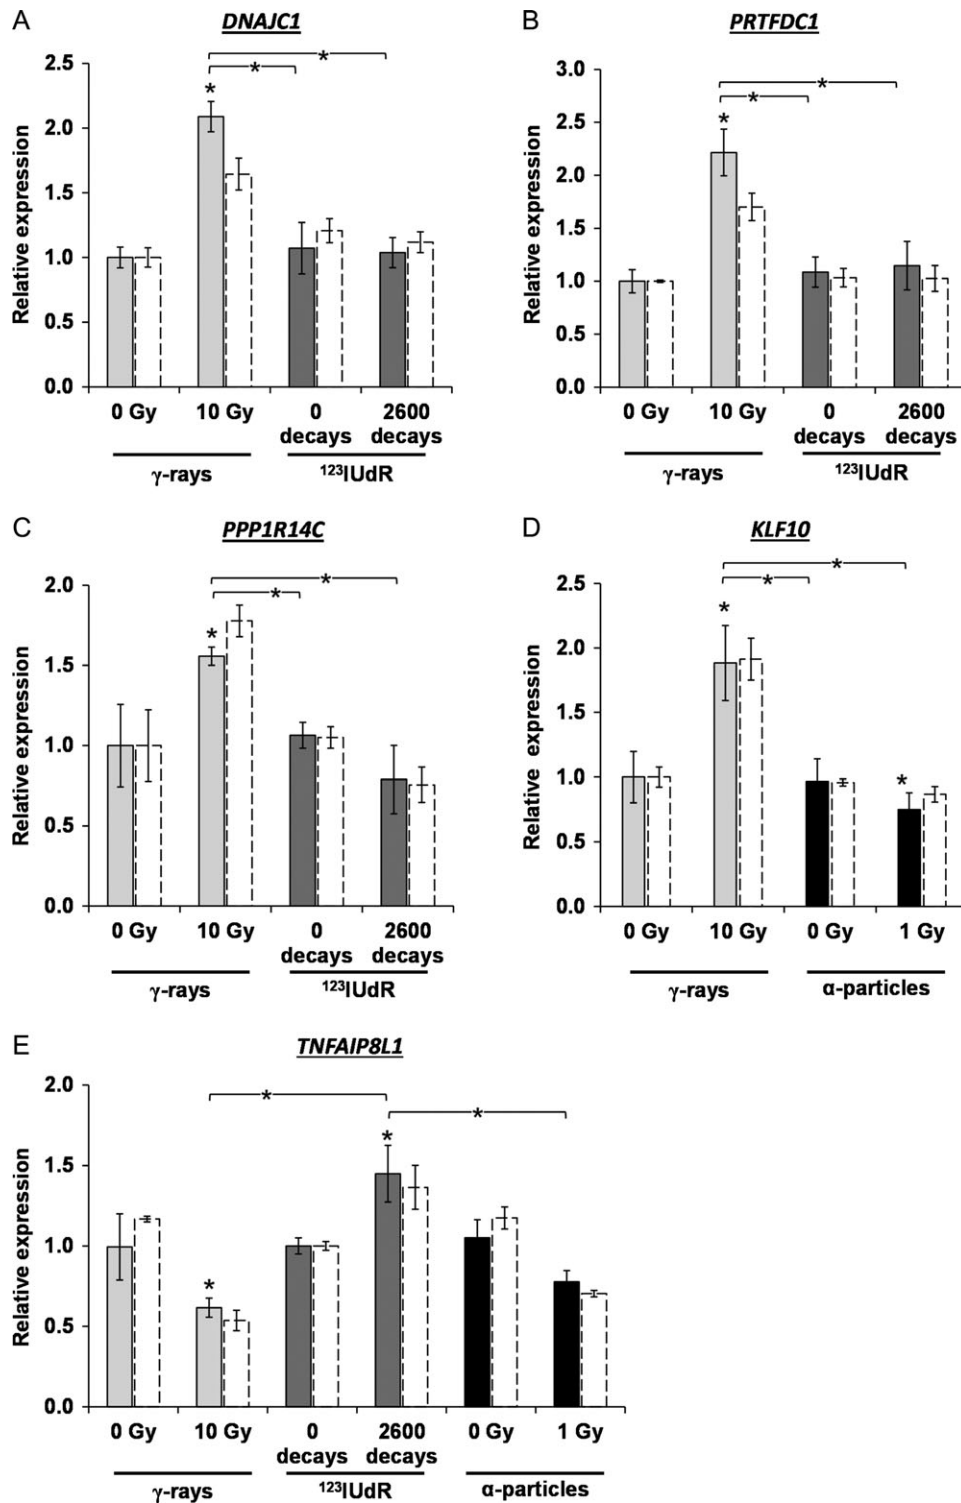 A
DNAJC1
Relative expression
2.5
2.0
1.5
1.0
0.5
0.0
*
*
*
0 Gy 10 Gy 0 decays 2600 decays
γ-rays ¹²³IUdR
B
PRTFDC1
Relative expression
3.0
2.5
2.0
1.5
1.0
0.5
0.0
*
*
*
0 Gy 10 Gy 0 decays 2600 decays
γ-rays ¹²³IUdR
C
PPP1R14C
Relative expression
2.0
1.5
1.0
0.5
0.0
*
*
*
0 Gy 10 Gy 0 decays 2600 decays
γ-rays ¹²³IUdR
D
KLF10
Relative expression
2.5
2.0
1.5
1.0
0.5
0.0
*
*
*
*
0 Gy 10 Gy 0 Gy 1 Gy
γ-rays α-particles
E
TNFAIP8L1
Relative expression
2.0
1.5
1.0
0.5
0.0
*
*
*
*
0 Gy 10 Gy 0 decays 2600 decays 0 Gy 1 Gy
γ-rays ¹²³IUdR α-particles